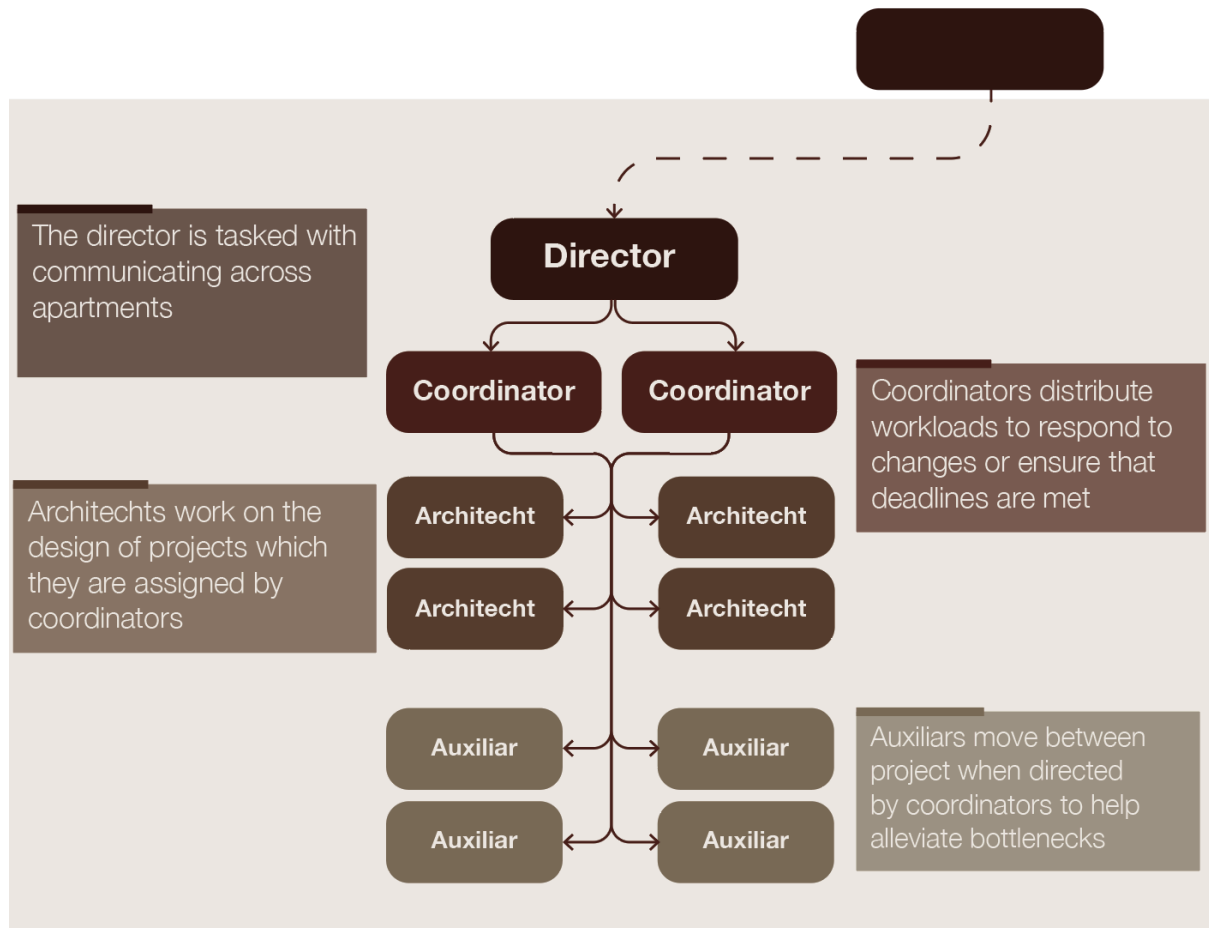 Director
The director is tasked with
communicating across
apartments
Coordinator
Coordinator
Coordinators distribute
workloads to respond to
changes or ensure that
deadlines are met
Architechts work on the
design of projects which
they are assigned by
coordinators
Architecht
Architecht
Architecht
Architecht
Auxiliar
Auxiliar
Auxiliar
Auxiliar
Auxiliars move between
project when directed
by coordinators to help
alleviate bottlenecks